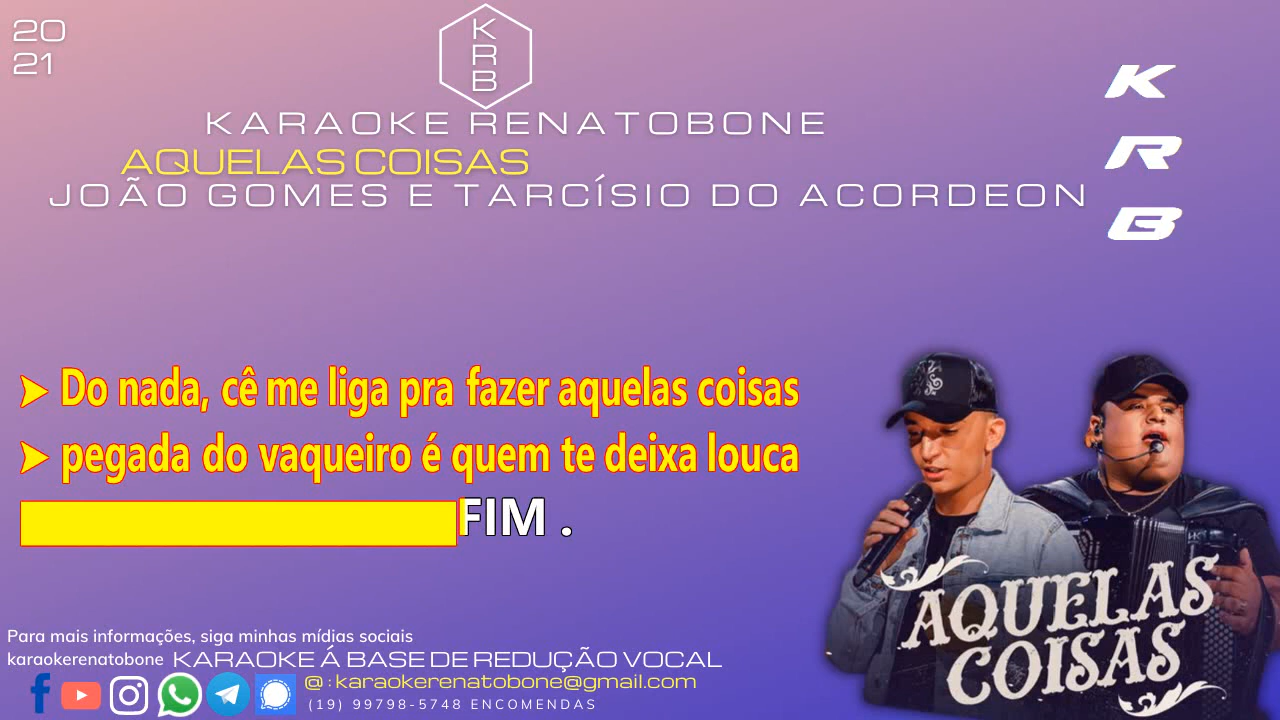 20
21
K
R
B
KARAOKE RENATOBONE
AQUELAS COISAS
JOÃO GOMES E TARCÍSIO DO ACORDEON
K
R
B
➤ Do nada, cê me liga pra fazer aquelas coisas
➤ pegada do vaqueiro é quem te deixa louca
FIM .
AQUELAS
COISAS
Para mais informações, siga minhas mídias sociais
karaokerenatobone KARAOKE Á BASE DE REDUÇÃO VOCAL
@ : karaokerenatobone@gmail.com
(19) 99798-5748 ENCOMENDAS